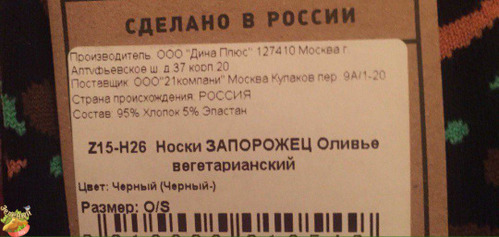 СДЕЛАНО В РОССИИ
Производитель: ООО "Дина Плюс" 127410 Москва г.
Алтуфьевское ш. д.37 корп.20
Поставщик: ООО"21компани" Москва Кулаков пер. 9А/1-20
Страна происхождения: РОССИЯ
Состав: 95% Хлопок 5% Эластан
Z15-H26 Носки ЗАПОРОЖЕЦ Оливье
вегетарианский
Цвет: Черный (Черный-)
Размер: O/S